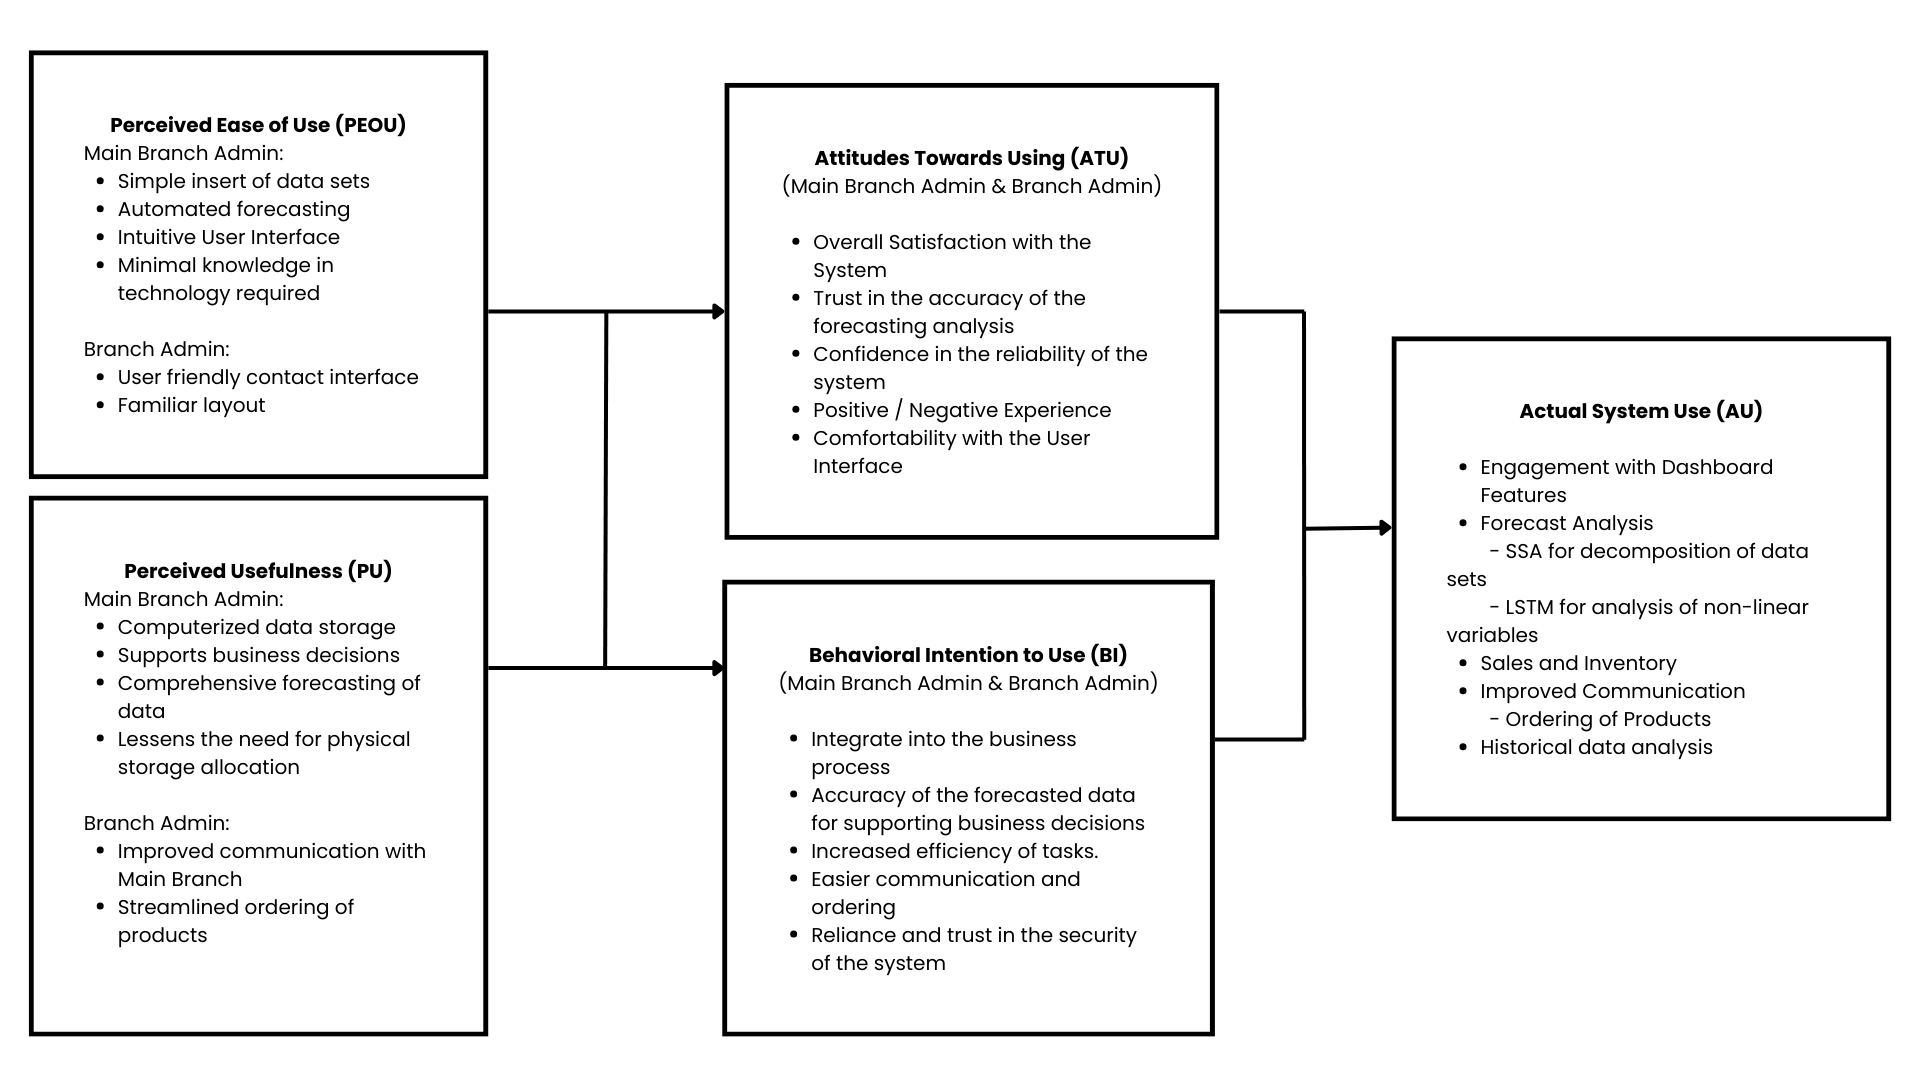 Perceived Ease of Use (PEOU)
Main Branch Admin:
• Simple insert of data sets
• Automated forecasting
• Intuitive User Interface
• Minimal knowledge in
technology required
Branch Admin:
• User friendly contact interface
• Familiar layout
Perceived Usefulness (PU)
Main Branch Admin:
• Computerized data storage
• Supports business decisions
• Comprehensive forecasting of
data
• Lessens the need for physical
storage allocation
Branch Admin:
• Improved communication with
Main Branch
• Streamlined ordering of
products
Attitudes Towards Using (ATU)
(Main Branch Admin & Branch Admin)
• Overall Satisfaction with the
System
• Trust in the accuracy of the
forecasting analysis
• Confidence in the reliability of the
system
• Positive / Negative Experience
• Comfortability with the User
Interface
Behavioral Intention to Use (BI)
(Main Branch Admin & Branch Admin)
• Integrate into the business
process
• Accuracy of the forecasted data
for supporting business decisions
• Increased efficiency of tasks.
• Easier communication and
ordering
• Reliance and trust in the security
of the system
Actual System Use (AU)
• Engagement with Dashboard
Features
• Forecast Analysis
- SSA for decomposition of data
sets
- LSTM for analysis of non-linear
variables
• Sales and Inventory
• Improved Communication
- Ordering of Products
• Historical data analysis